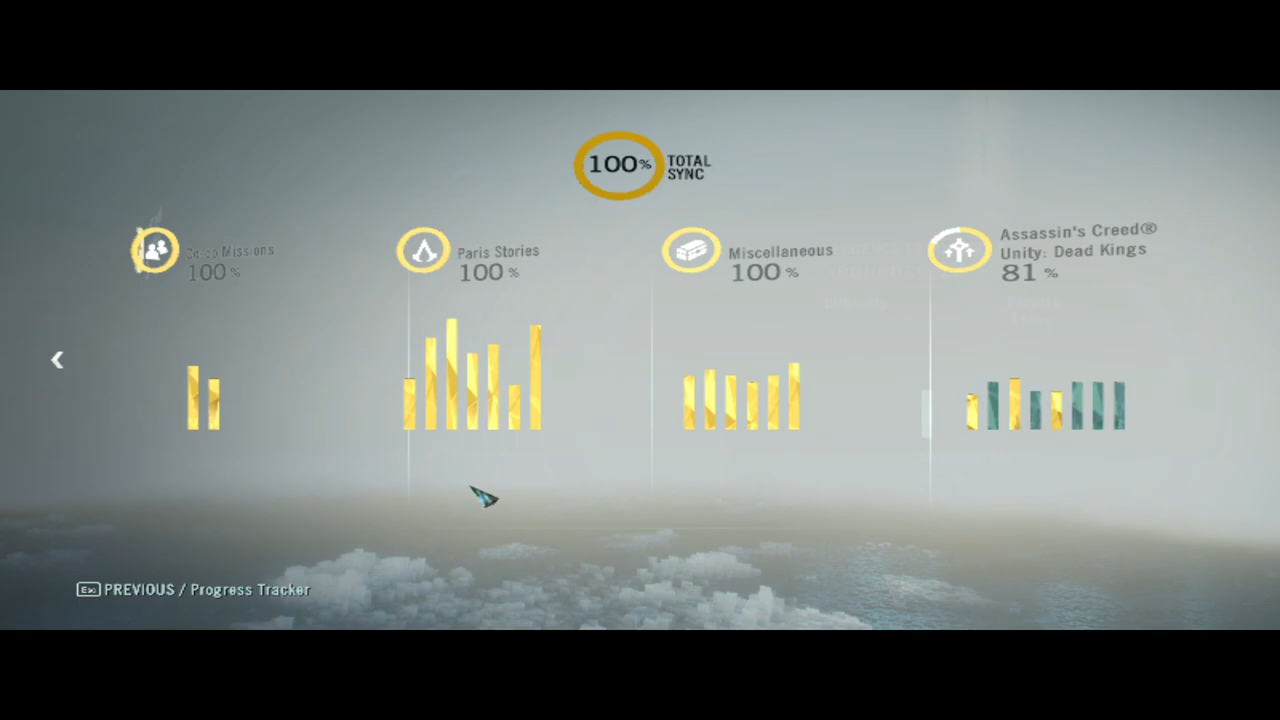 100%
TOTAL
SYNC
Missions
100 %
Paris Stories
100 %
Miscellaneous
100 %
Assassin's Creed®
Unity: Dead Kings
81 %
Esc PREVIOUS / Progress Tracker